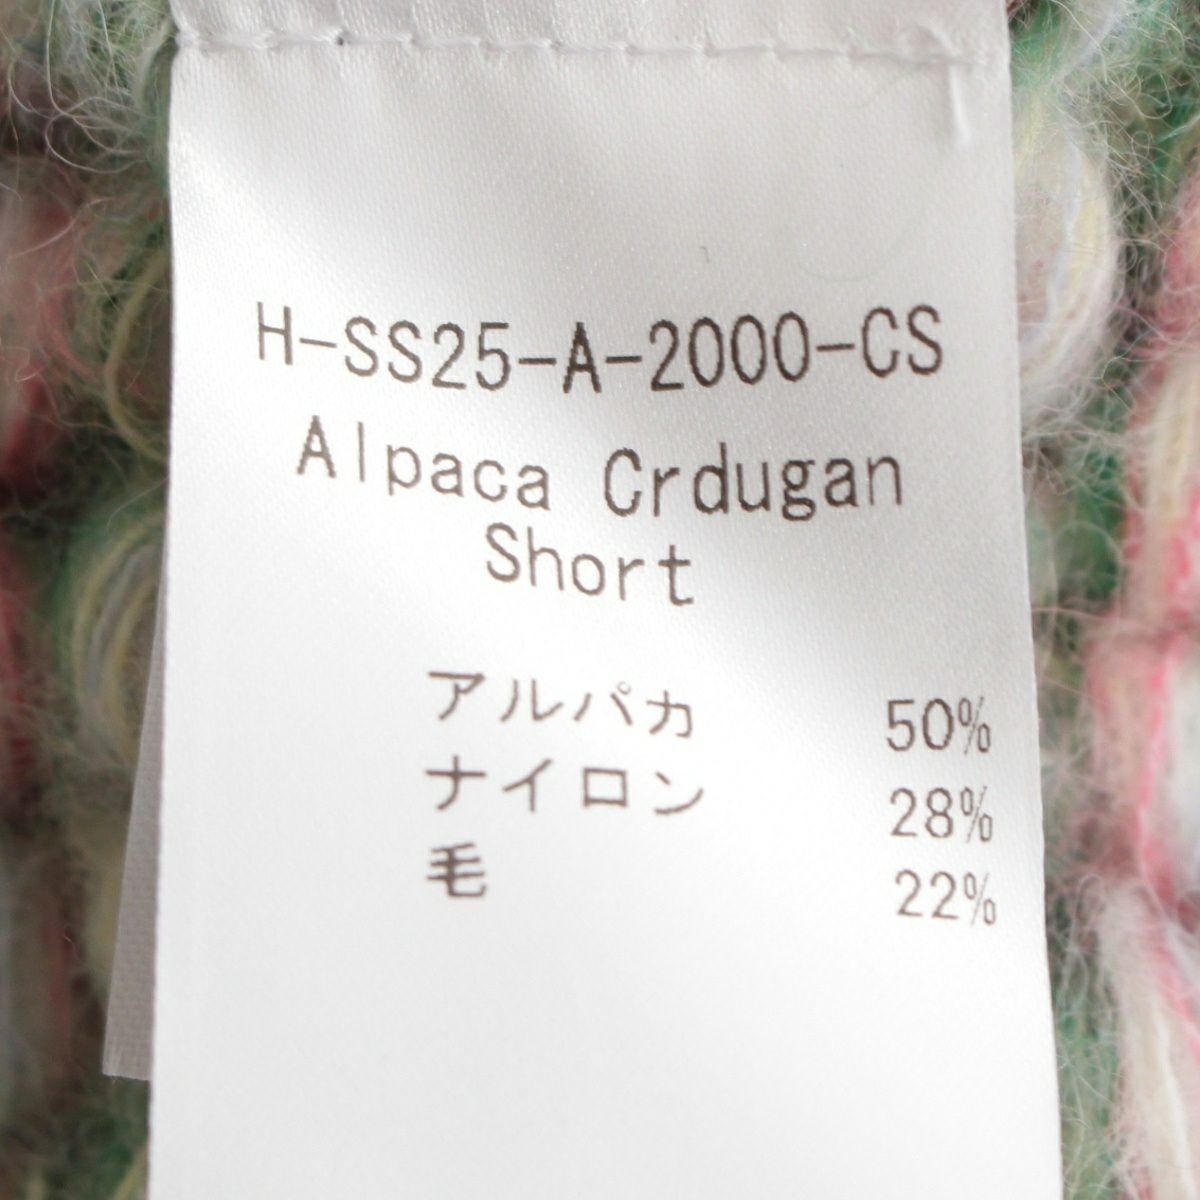 H-SS25-A-2000-CS
Alpaca Crdugan
Short
アルパカ 50%
ナイロン 28%
毛 22%